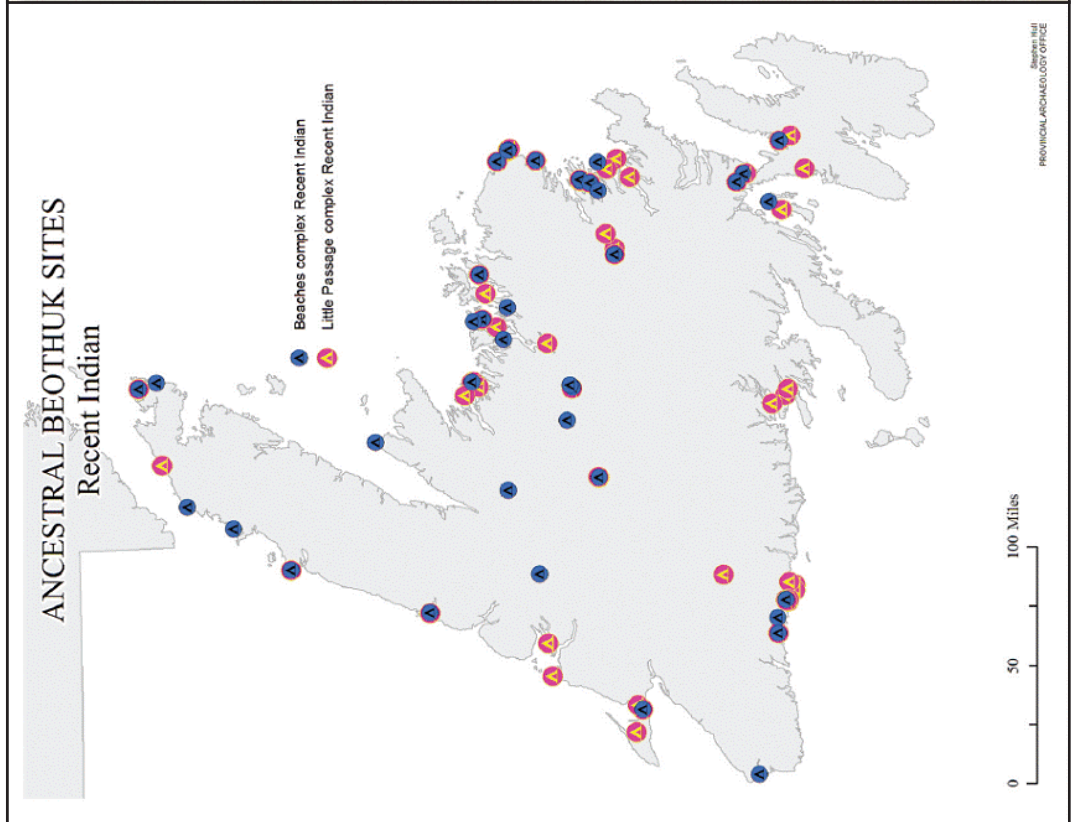 ANCESTRAL BEOTHUK SITES
Recent Indian
Beaches complex Recent Indian
Little Passage complex Recent Indian
0
50
100 Miles
Stephen Hull
PROVINCIAL ARCHAEOLOGY OFFICE